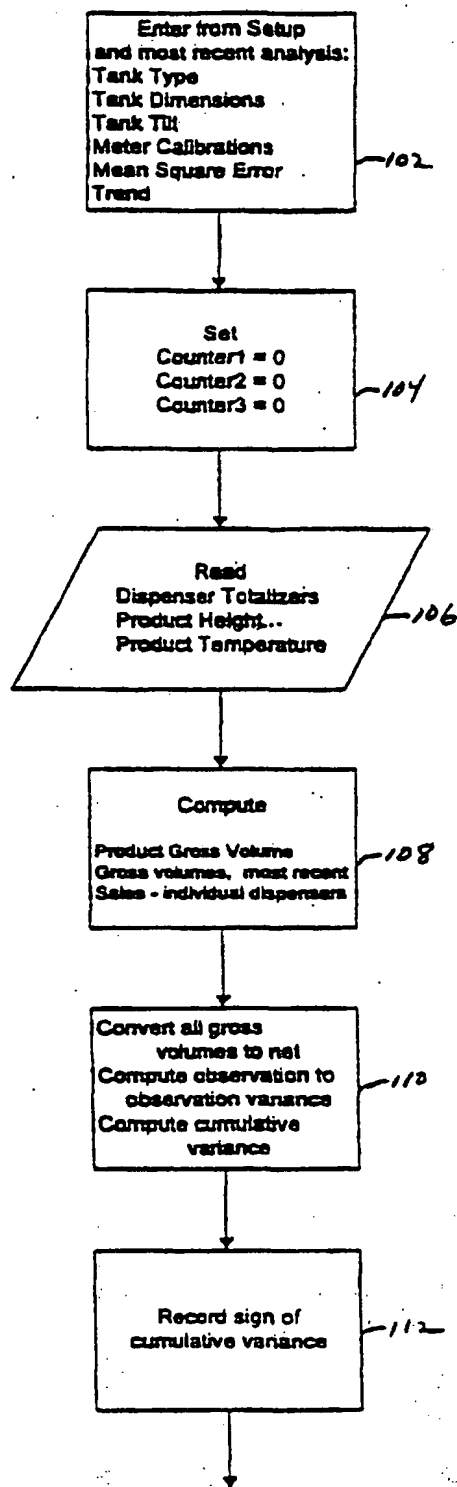 Enter from Setup
and most recent analysis:
Tank Type
Tank Dimensions
Tank Tilt
Meter Calibrations
Mean Square Error
Trend
102
Set
Counter1 = 0
Counter2 = 0
Counter3 = 0
104
Read
Dispenser Totalizers
Product Height...
Product Temperature
106
Compute
Product Gross Volume
Gross volumes, most recent
Sales - individual dispensers
108
Convert all gross
volumes to net
Compute observation to
observation variance
Compute cumulative
variance
110
Record sign of
cumulative variance
112